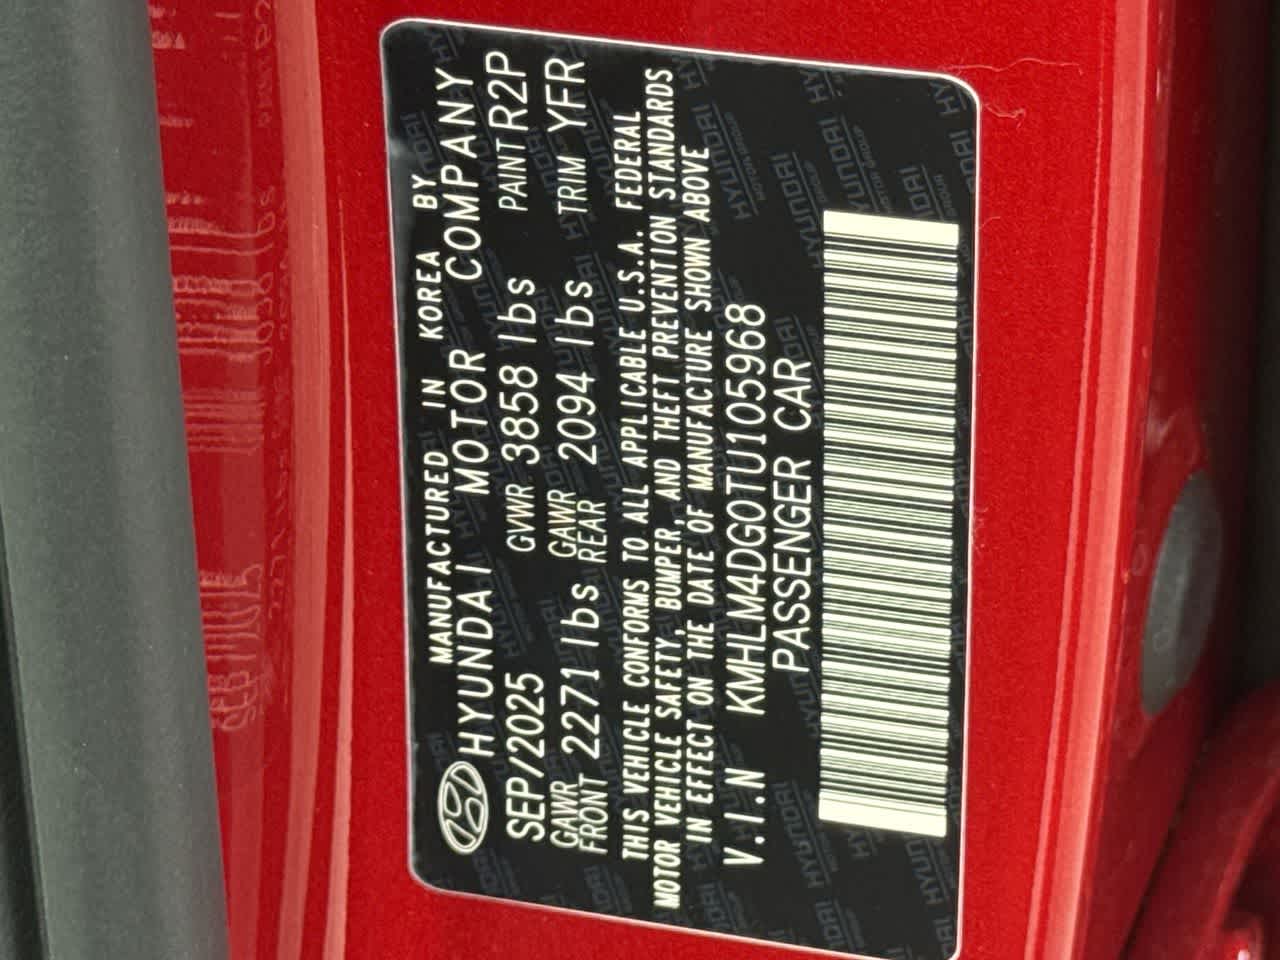 MANUFACTURED IN KOREA BY
HYUNDAI MOTOR COMPANY
SEP/2025 GVWR 3858 lbs PAINT R2P
GAWR FRONT 2271 lbs GAWR REAR 2094 lbs TRIM YFR
THIS VEHICLE CONFORMS TO ALL APPLICABLE U.S.A. FEDERAL
MOTOR VEHICLE SAFETY, BUMPER, AND THEFT PREVENTION STANDARDS
IN EFFECT ON THE DATE OF MANUFACTURE SHOWN ABOVE
V.I.N KMHLM4DG0TU105968
PASSENGER CAR